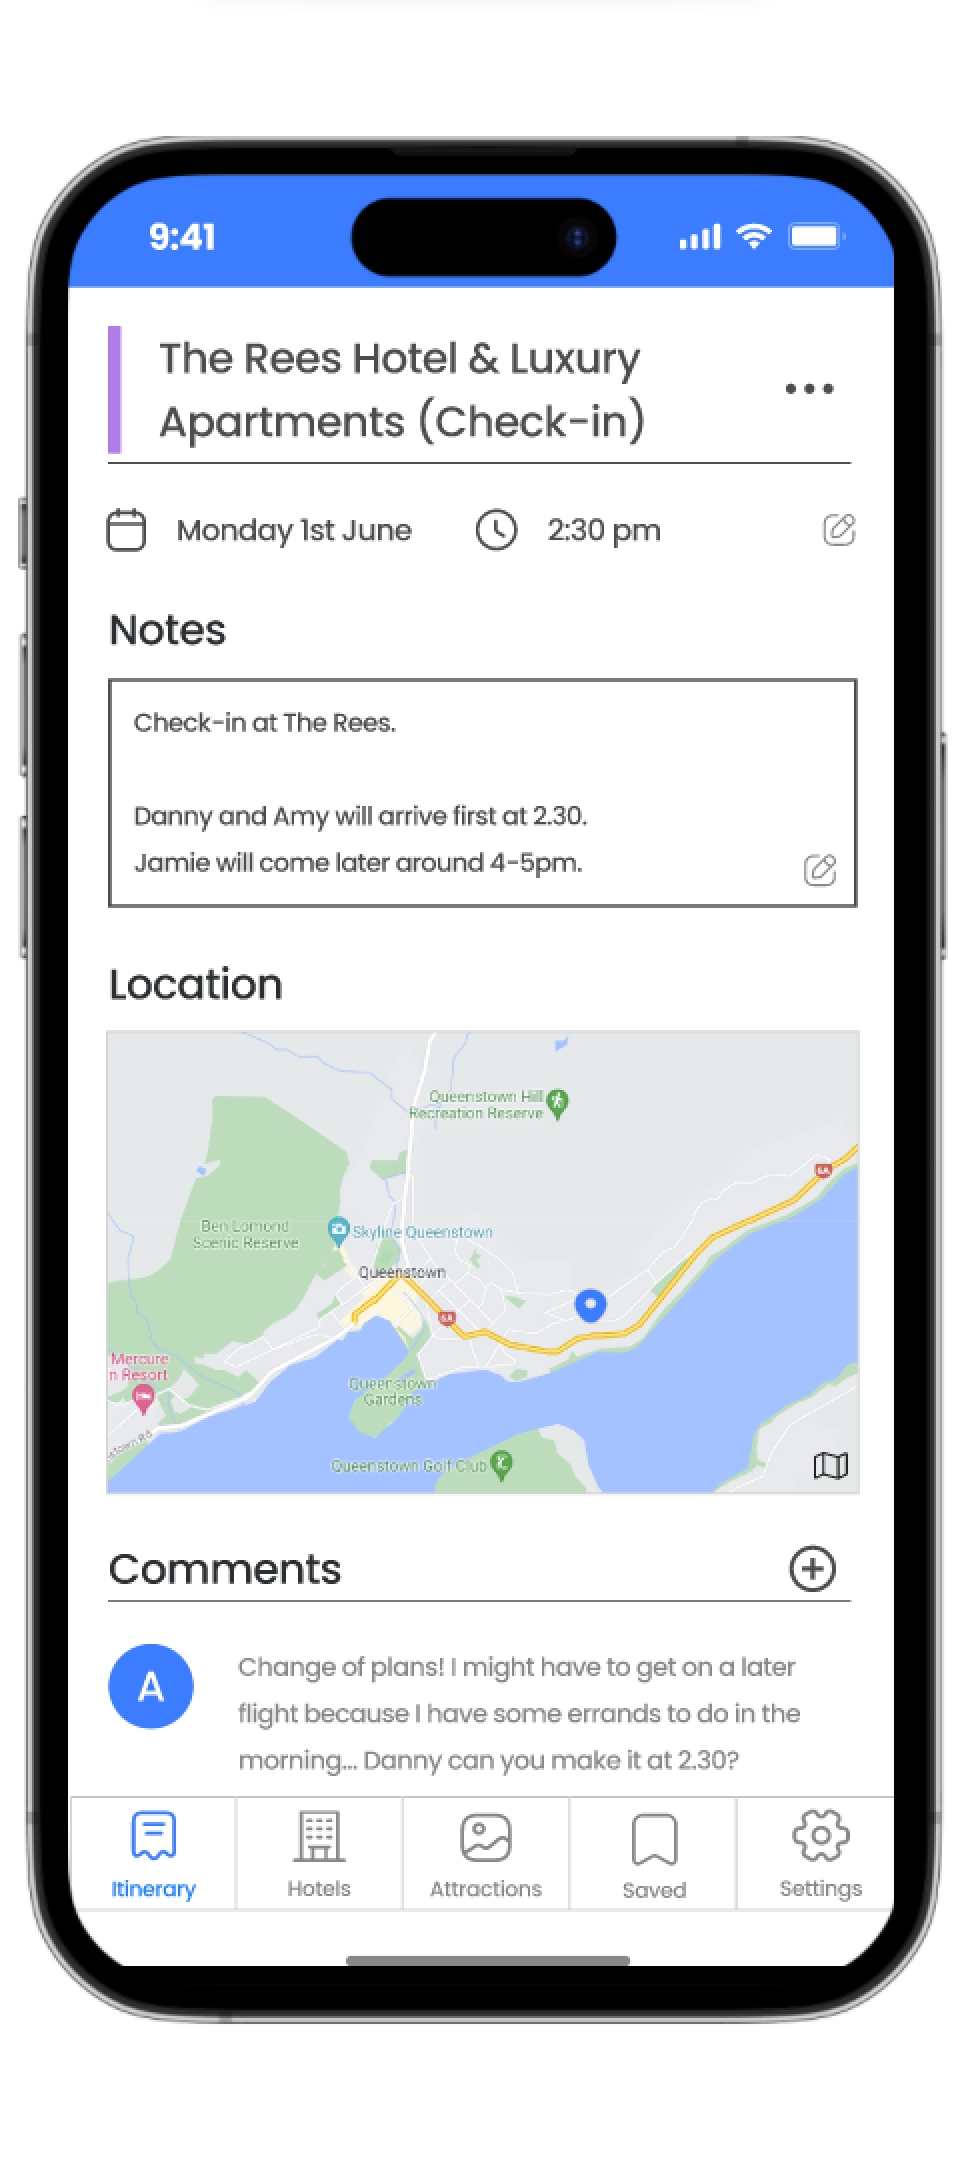 9:41
The Rees Hotel & Luxury
Apartments (Check-in)
Monday 1st June
2:30 pm
Notes
Check-in at The Rees.
Danny and Amy will arrive first at 2.30.
Jamie will come later around 4-5pm.
Location
Queenstown Hill
Recreation Reserve
6A
Ben Lomond
Scenic Reserve
Skyline Queenstown
Queenstown
6A
Mercure
n Resort
Queenstown
Gardens
stown Rd
Queenstown Golf Club
Comments
A
Change of plans! I might have to get on a later
flight because I have some errands to do in the
morning... Danny can you make it at 2.30?
Itinerary
Hotels
Attractions
Saved
Settings